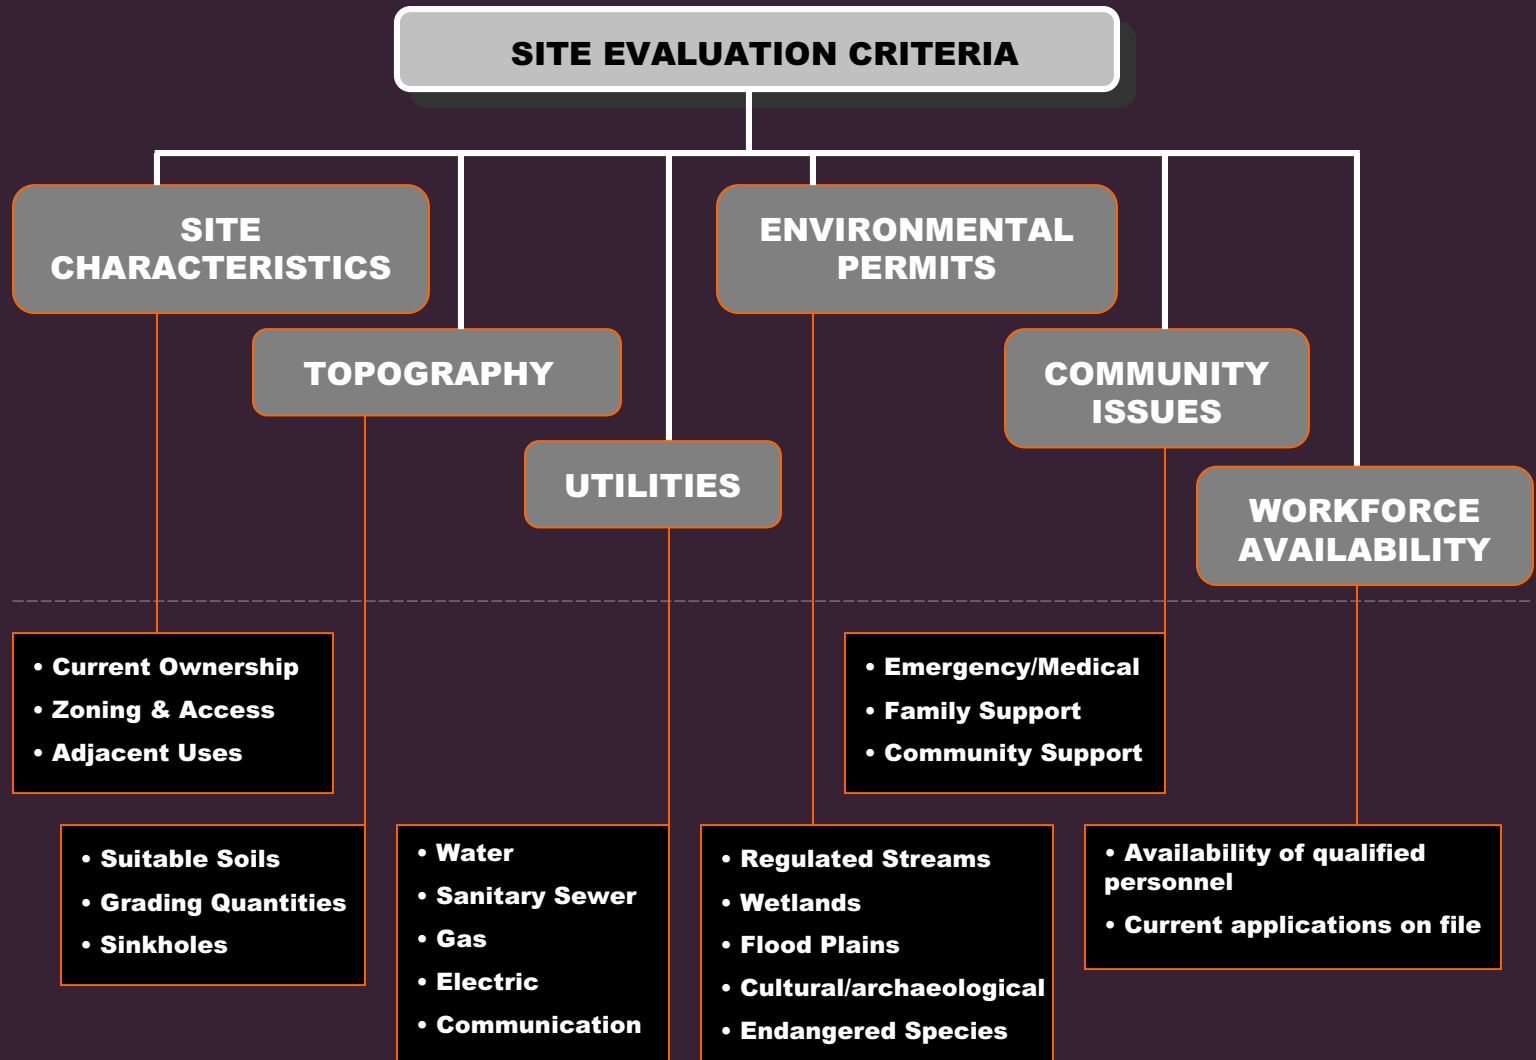 SITE EVALUATION CRITERIA
SITE
CHARACTERISTICS
ENVIRONMENTAL
PERMITS
TOPOGRAPHY
COMMUNITY
ISSUES
UTILITIES
WORKFORCE
AVAILABILITY
• Current Ownership
• Zoning & Access
• Adjacent Uses
• Emergency/Medical
• Family Support
• Community Support
• Suitable Soils
• Grading Quantities
• Sinkholes
• Water
• Sanitary Sewer
• Gas
• Electric
• Communication
• Regulated Streams
• Wetlands
• Flood Plains
• Cultural/archaeological
• Endangered Species
• Availability of qualified
personnel
• Current applications on file